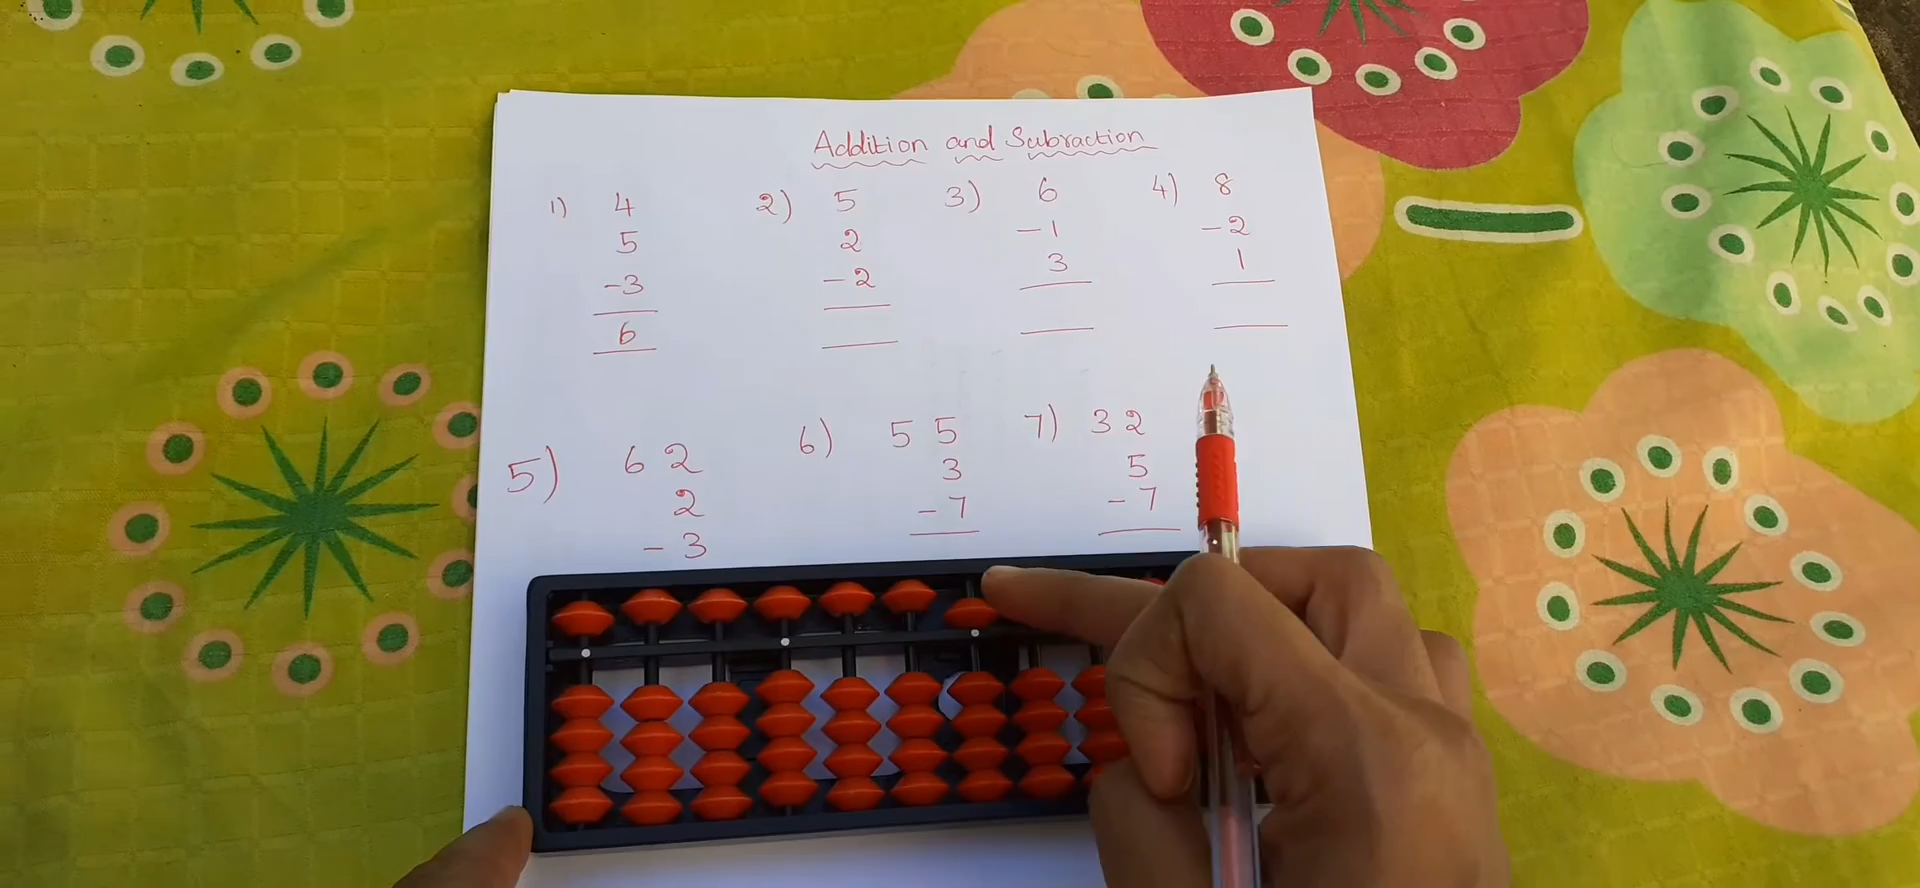 Addition and Subraction
1) 4 2) 5 3) 6 4) 8
5 2 -1 -2
-3 -2 3 1
6
5) 62 6) 55 7) 32
2 3 5
-3 -7 -7